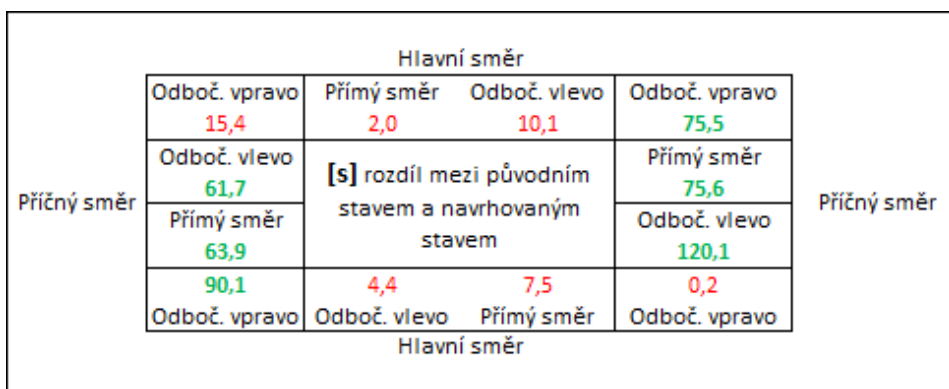 Hlavní směr
Odboč. vpravo Přímý směr Odboč. vlevo Odboč. vpravo
15,4 2,0 10,1 75,5
Odboč. vlevo [s] rozdíl mezi původním Přímý směr
61,7 75,6
Příčný směr stavem a navrhovaným Příčný směr
Přímý směr stavem Odboč. vlevo
63,9 120,1
90,1 4,4 7,5 0,2
Odboč. vpravo Odboč. vlevo Přímý směr Odboč. vpravo
Hlavní směr